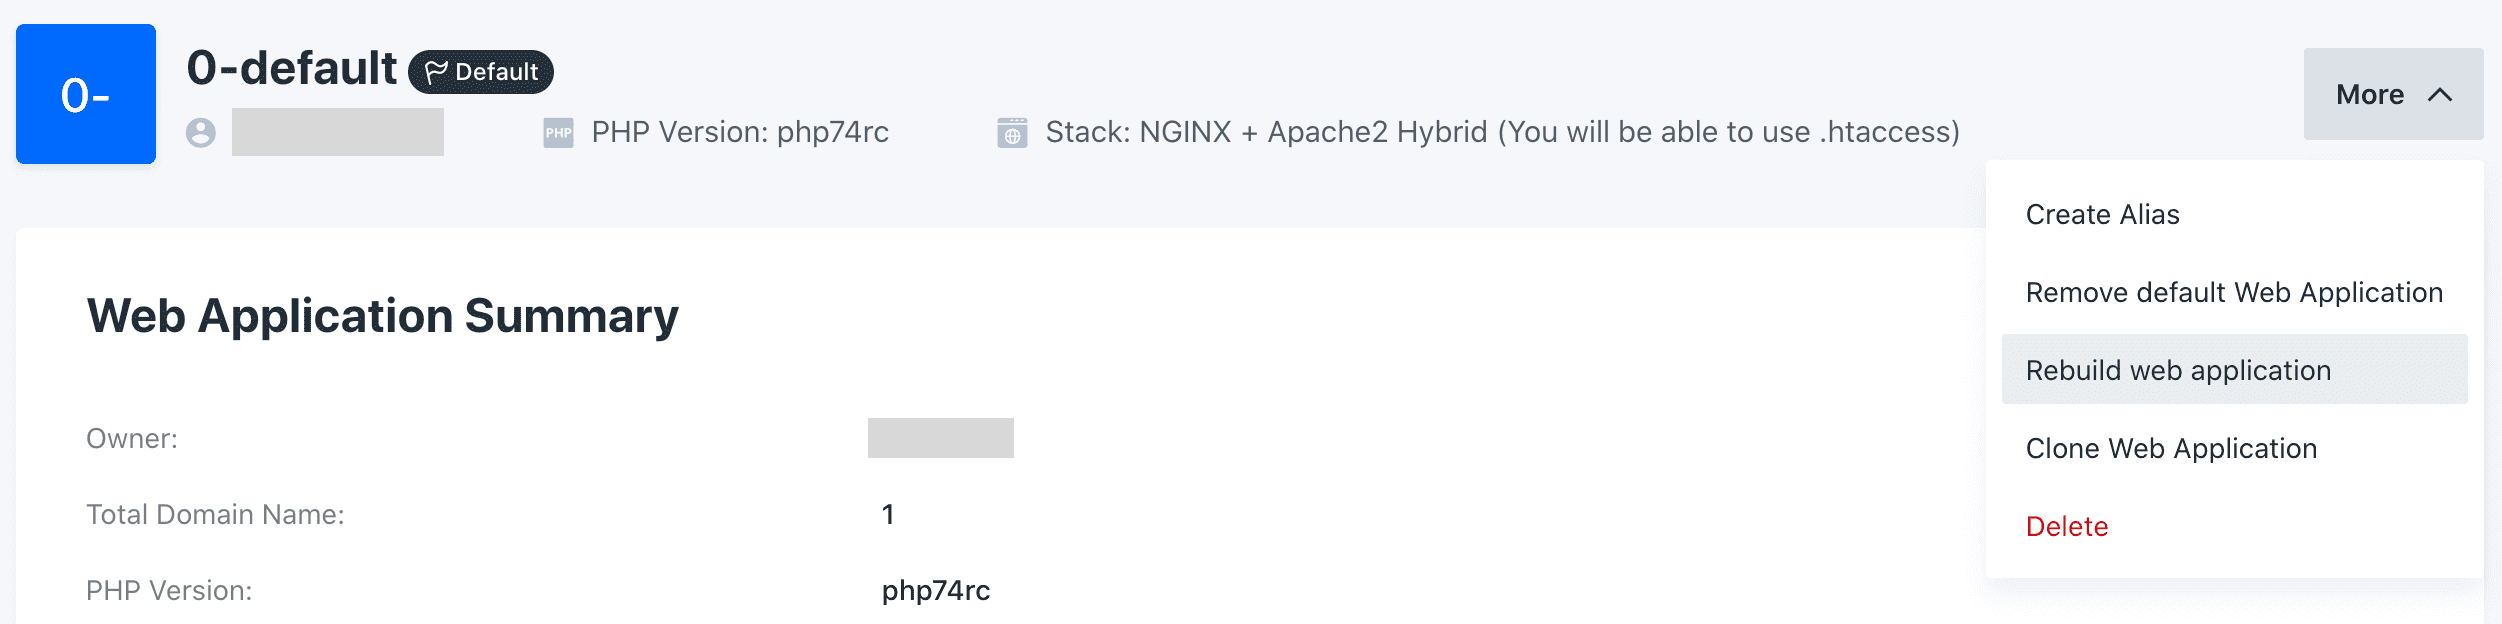 0-
0-default
Default
PHP
PHP Version: php74rc
Stack: NGINX + Apache2 Hybrid (You will be able to use .htaccess)
More
Create Alias
Remove default Web Application
Rebuild web application
Clone Web Application
Delete
Web Application Summary
Owner:
Total Domain Name: 1
PHP Version: php74rc